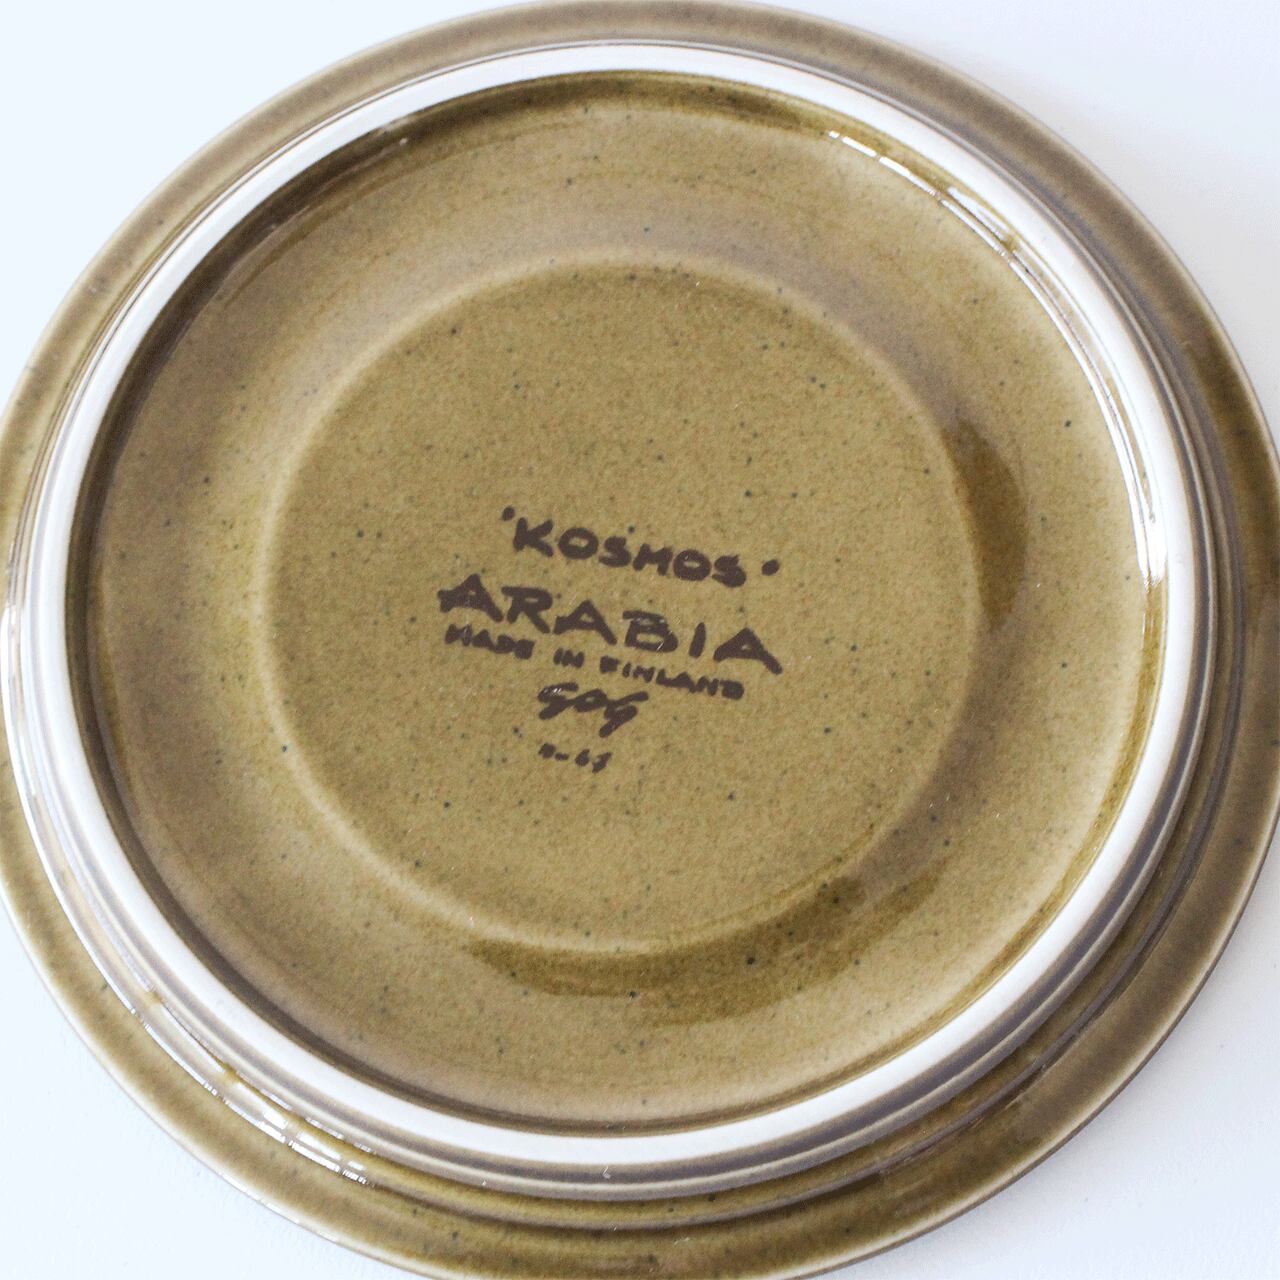 'KOSMOS'
ARABIA
MADE IN FINLAND
GOG